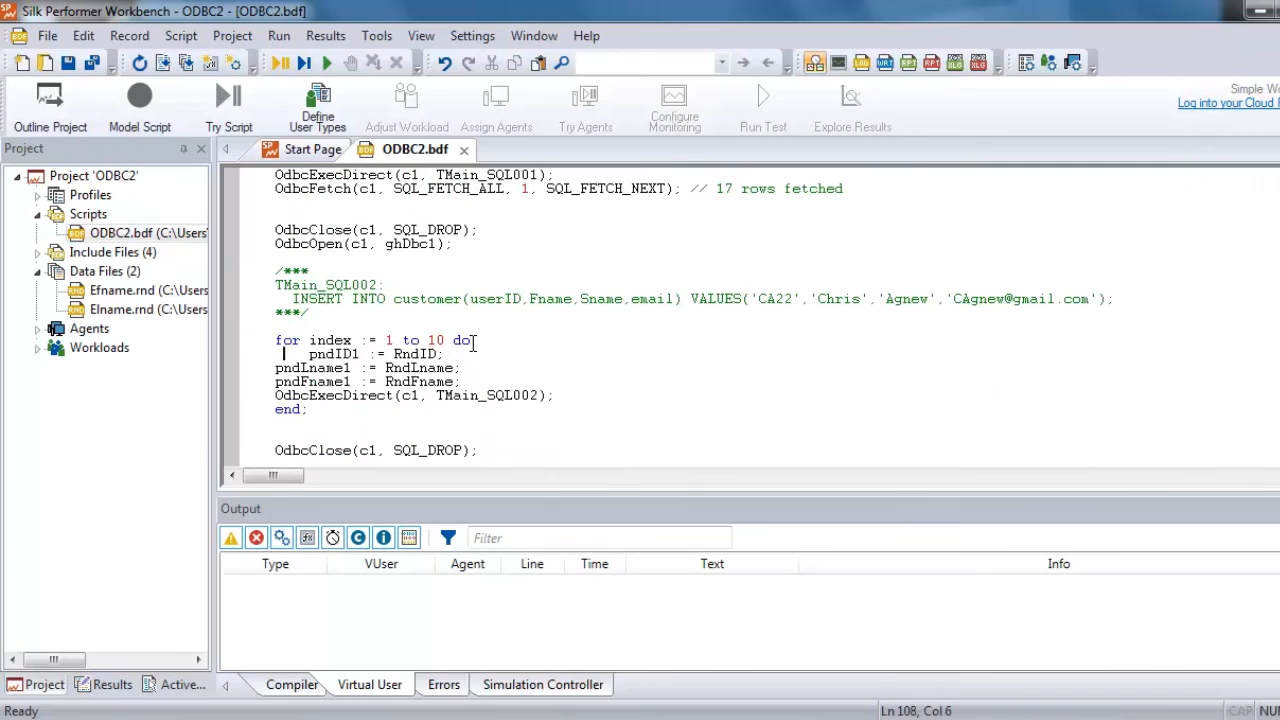 SP Silk Performer Workbench - ODBC2 - [ODBC2.bdf]
File Edit Record Script Project Run Results Tools View Settings Window Help
Outline Project Model Script Try Script Define User Types Adjust Workload Assign Agents Try Agents Configure Monitoring Run Test Explore Results
Simple Wo
Log into your Cloud
Project
Start Page ODBC2.bdf
Project 'ODBC2'
Profiles
Scripts
ODBC2.bdf (C:\Users'
Include Files (4)
Data Files (2)
Efname.rnd (C:\Users
Elname.rnd (C:\Users
Agents
Workloads
OdbcExecDirect(c1, TMain_SQL001);
OdbcFetch(c1, SQL_FETCH_ALL, 1, SQL_FETCH_NEXT); // 17 rows fetched
OdbcClose(c1, SQL_DROP);
OdbcOpen(c1, ghDbc1);
/***
TMain_SQL002:
INSERT INTO customer(userID,Fname,Sname,email) VALUES('CA22','Chris','Agnew','CAgnew@gmail.com');
***/
for index := 1 to 10 do
pndID1 := RndID;
pndLname1 := RndLname;
pndFname1 := RndFname;
OdbcExecDirect(c1, TMain_SQL002);
end;
OdbcClose(c1, SQL_DROP);
Output
Filter
Type VUser Agent Line Time Text Info
Project Results Active...
Compiler Virtual User Errors Simulation Controller
Ready
Ln 108, Col 6
CAP NU